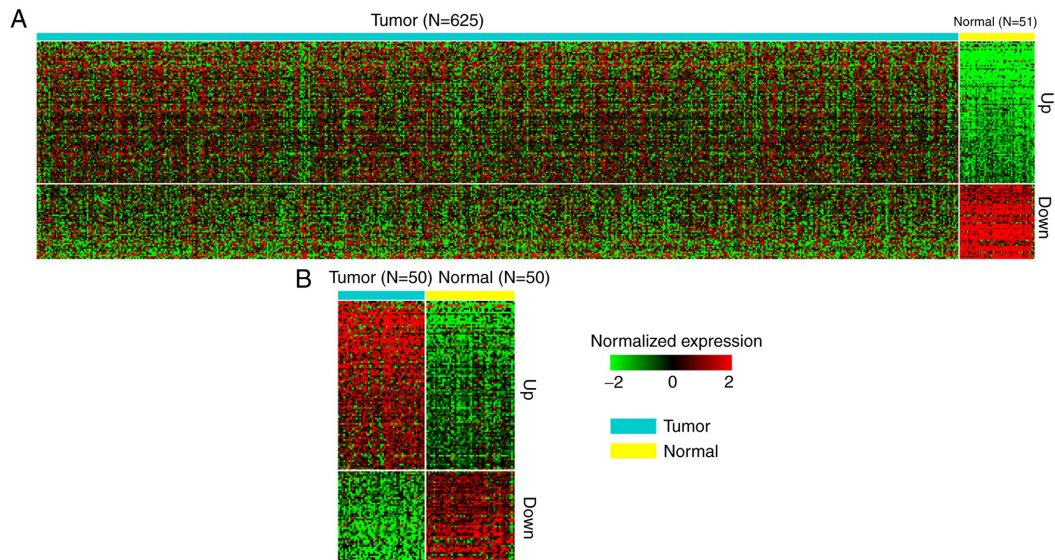 A
Tumor (N=625)
Normal (N=51)
Up
Down
B
Tumor (N=50) Normal (N=50)
Up
Down
Normalized expression
−2 0 2
Tumor
Normal